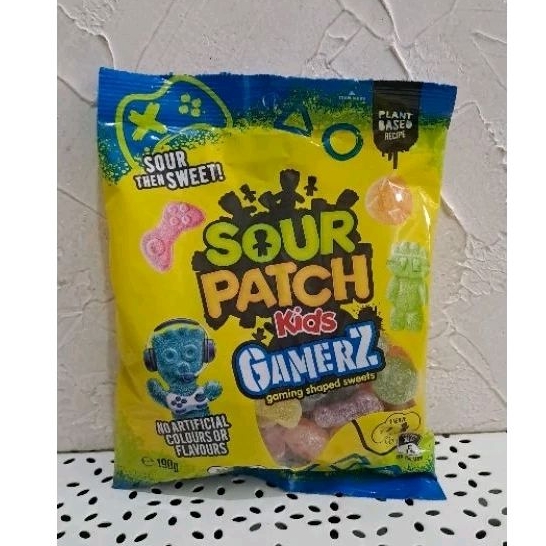 PLANT
BASED
RECIPE
SOUR
THEN SWEET!
SOUR
PATCH
Kids
GAMERZ
gaming shaped sweets
NO ARTIFICIAL
COLOURS OR
FLAVOURS
℮ 190g